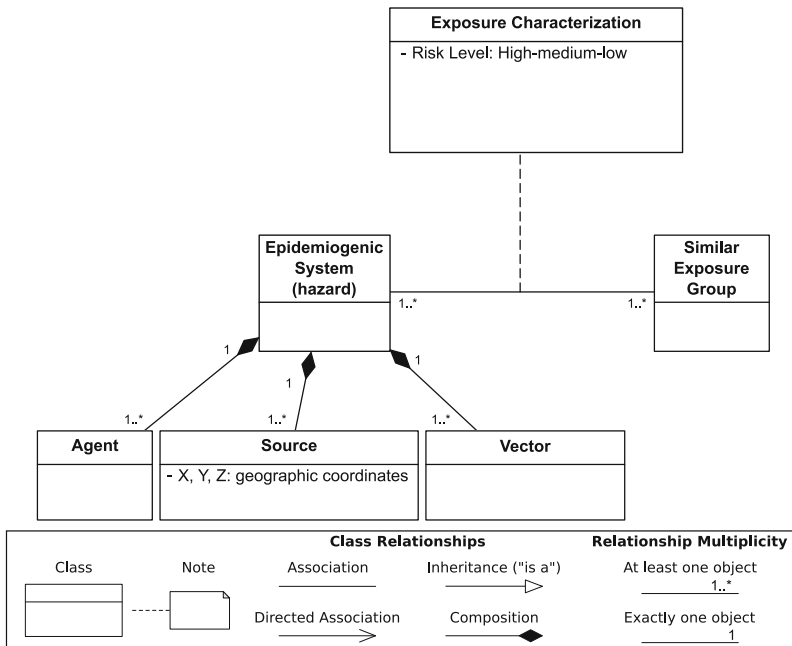 Exposure Characterization
- Risk Level: High-medium-low
Epidemiogenic
System
(hazard)
Similar
Exposure
Group
1..*
1..*
1
1
1
1..*
1..*
1..*
Agent
Source
- X, Y, Z: geographic coordinates
Vector
Class Relationships
Relationship Multiplicity
Class
Note
Association
Inheritance ("is a")
At least one object
1..*
Directed Association
Composition
Exactly one object
1